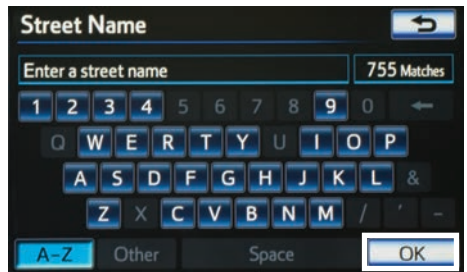 Street Name
Enter a street name 755 Matches
1 2 3 4 5 6 7 8 9 0
Q W E R T Y U I O P
A S D F G H J K L &
Z X C V B N M / ' -
A-Z Other Space OK